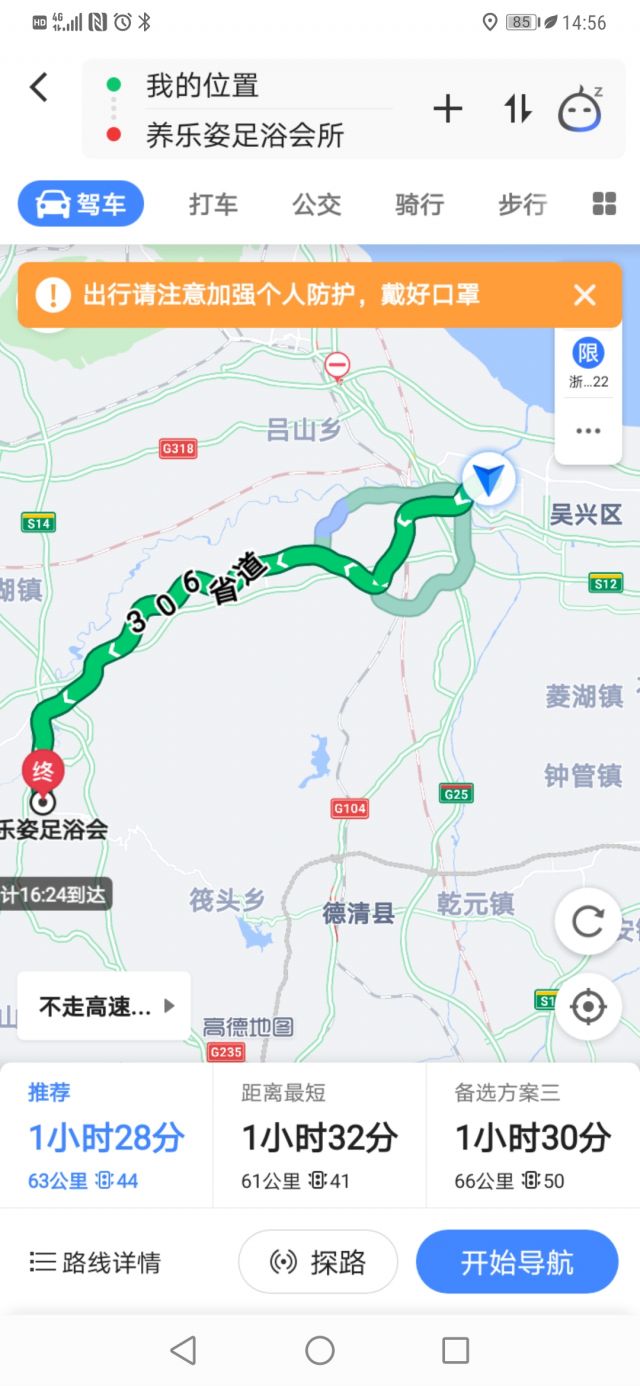 HD 4G 85 14:56
我的位置
养乐姿足浴会所
驾车 打车 公交 骑行 步行
出行请注意加强个人防护，戴好口罩
限
浙...22
吕山乡
G318
S14
吴兴区
湖镇
306省道
S12
菱湖镇
终
钟管镇
G104
G25
乐姿足浴会
计16:24到达
筏头乡
德清县
乾元镇
安镇
不走高速...
S1
山
高德地图
G235
推荐 距离最短 备选方案三
1小时28分 1小时32分 1小时30分
63公里 44 61公里 41 66公里 50
路线详情 探路 开始导航